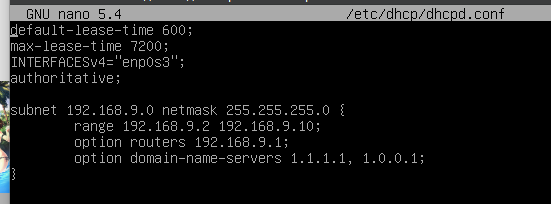 GNU nano 5.4 /etc/dhcp/dhcpd.conf
default-lease-time 600;
max-lease-time 7200;
INTERFACESv4="enp0s3";
authoritative;
subnet 192.168.9.0 netmask 255.255.255.0 {
range 192.168.9.2 192.168.9.10;
option routers 192.168.9.1;
option domain-name-servers 1.1.1.1, 1.0.0.1;
}